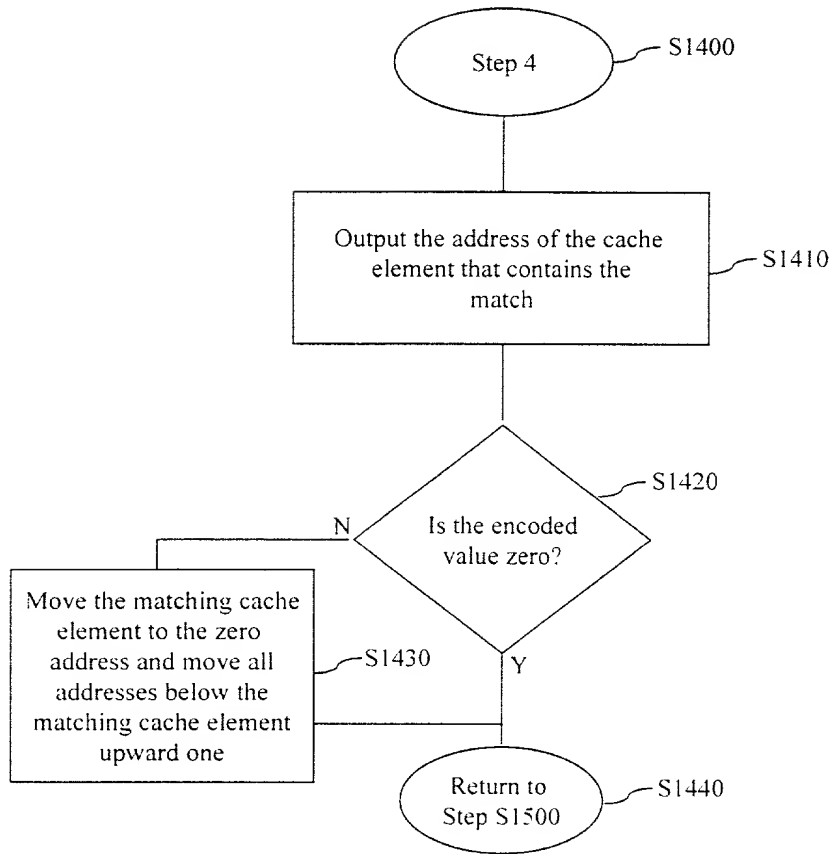 Step 4
S1400
Output the address of the cache
element that contains the
match
S1410
S1420
Is the encoded
value zero?
N
Y
Move the matching cache
element to the zero
address and move all
addresses below the
matching cache element
upward one
S1430
Return to
Step S1500
S1440